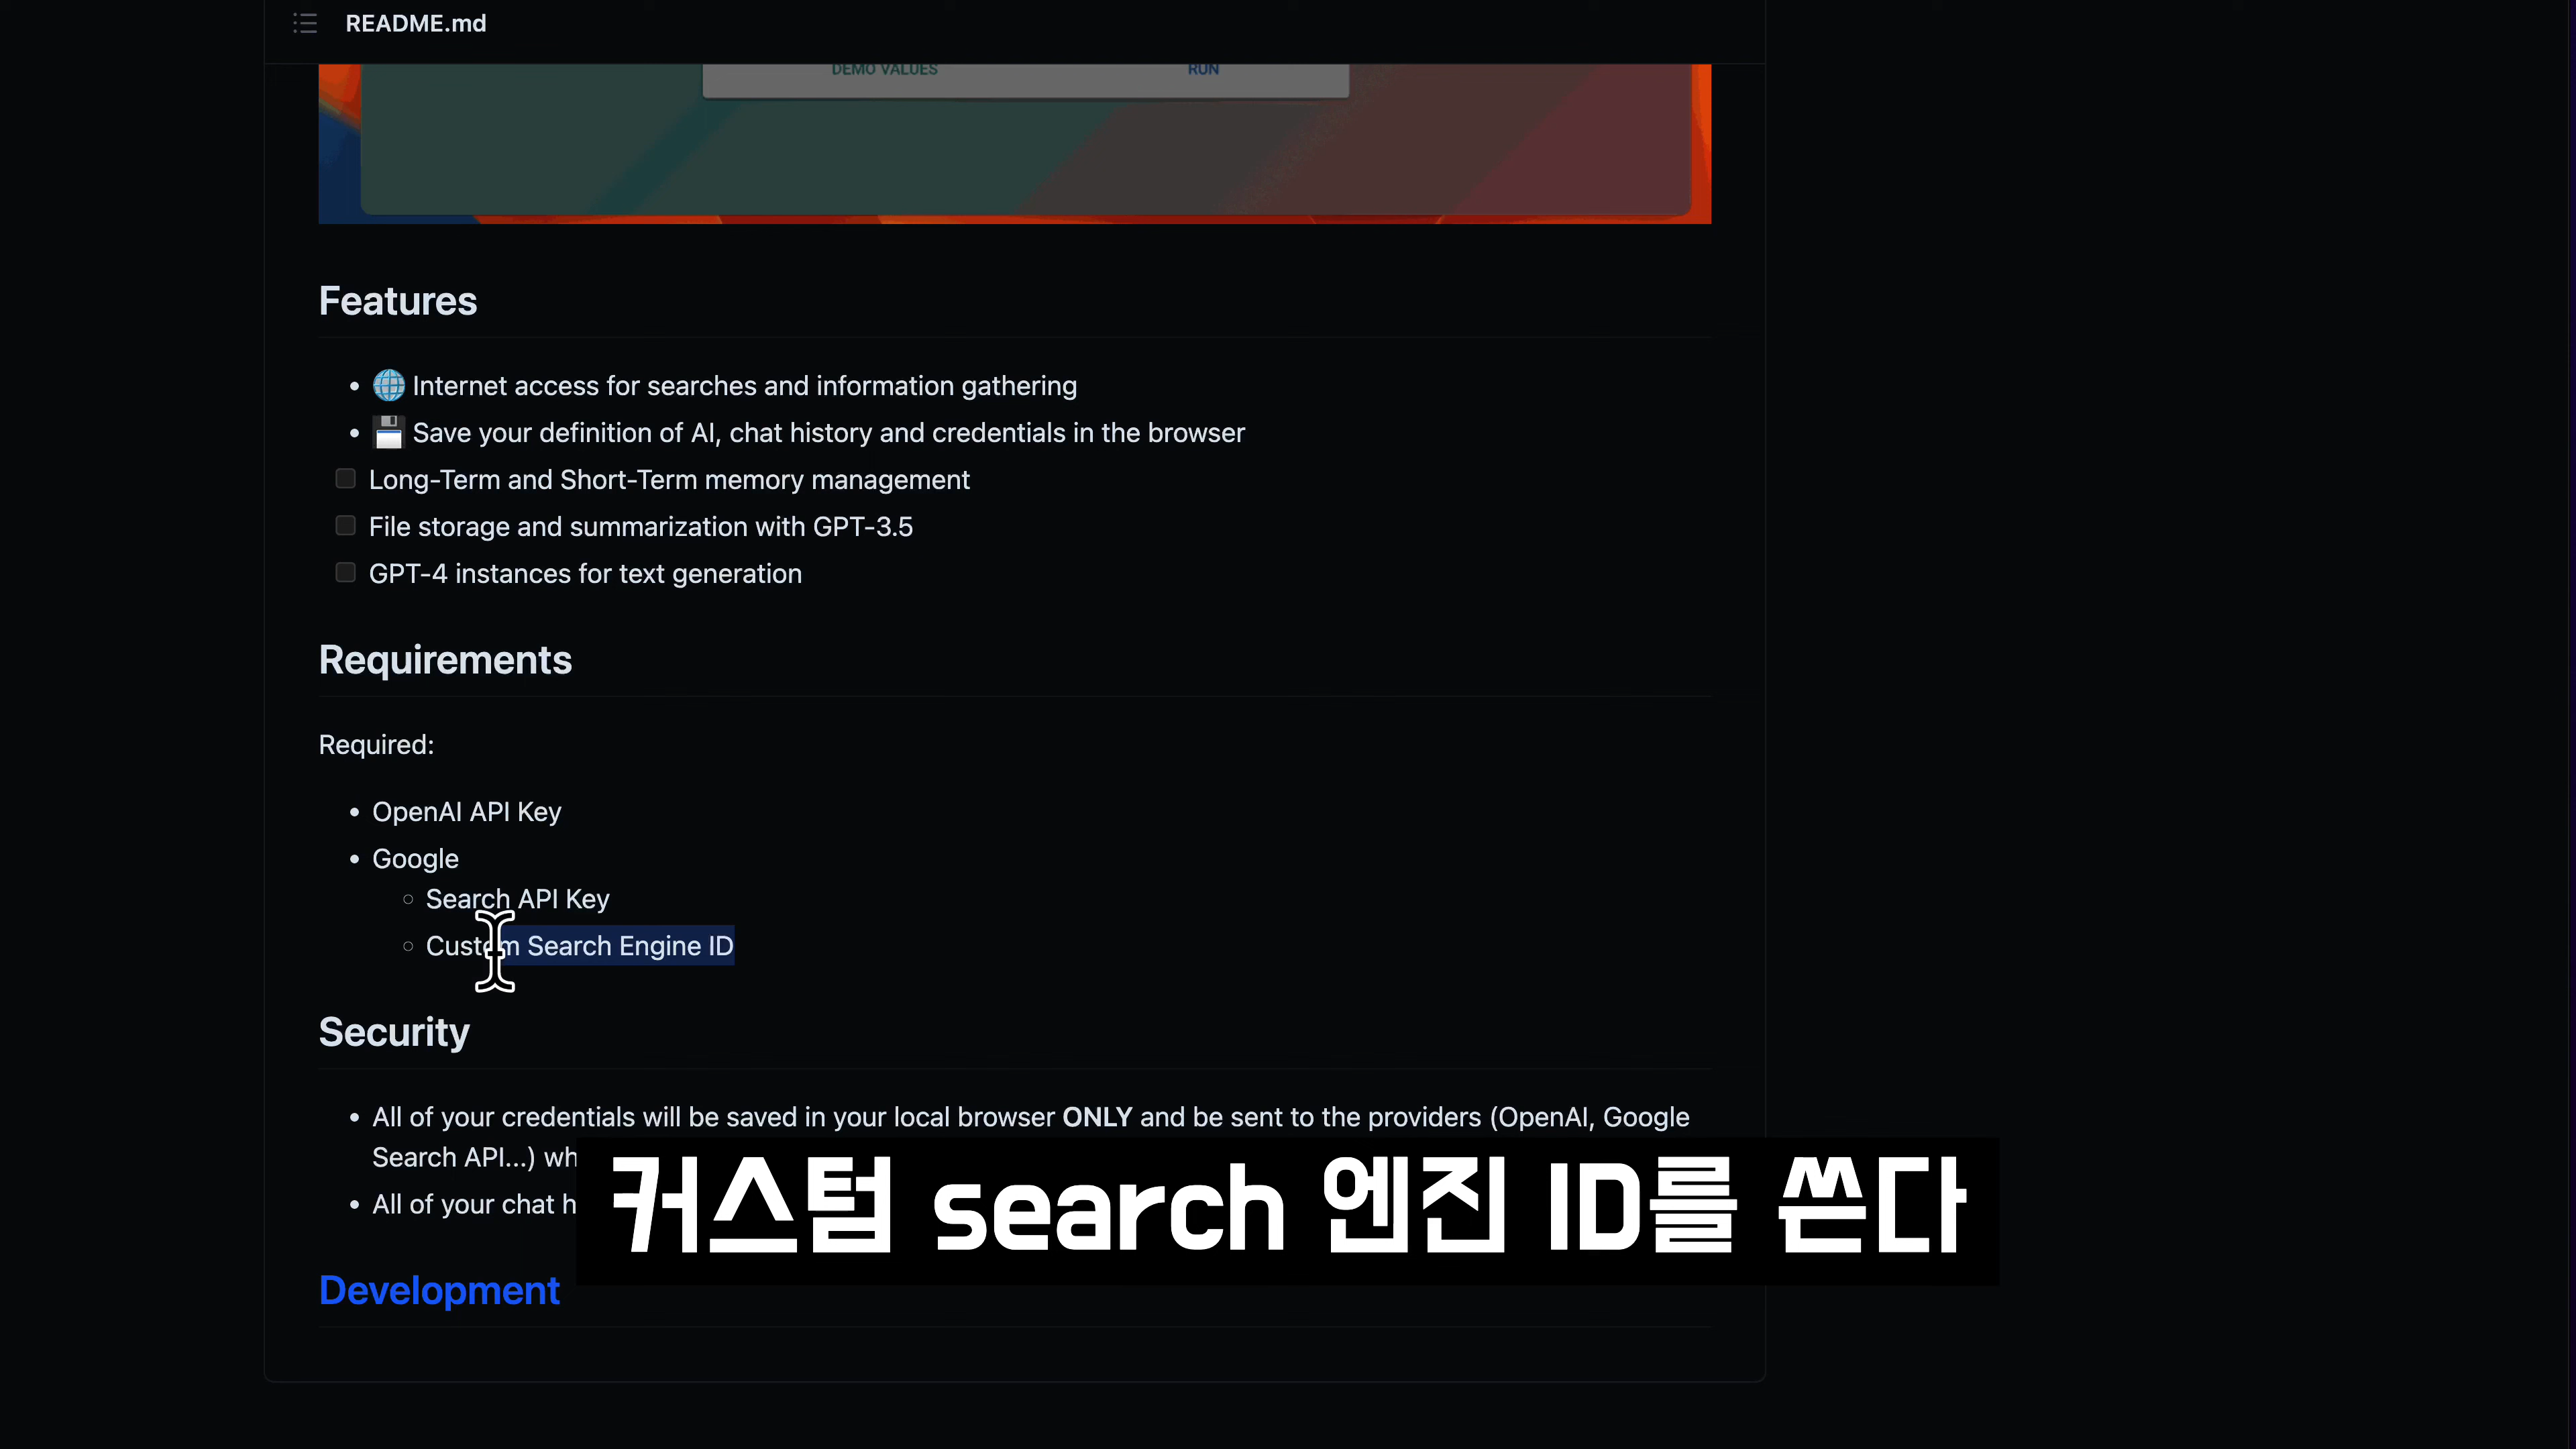 README.md
DEMO VALUES
RUN
Features
🌐 Internet access for searches and information gathering
💾 Save your definition of AI, chat history and credentials in the browser
Long-Term and Short-Term memory management
File storage and summarization with GPT-3.5
GPT-4 instances for text generation
Requirements
Required:
OpenAI API Key
Google
Search API Key
Custom Search Engine ID
Security
All of your credentials will be saved in your local browser ONLY and be sent to the providers (OpenAI, Google
Search API...) wh
All of your chat h
커스텀 search 엔진 ID를 쓴다
Development